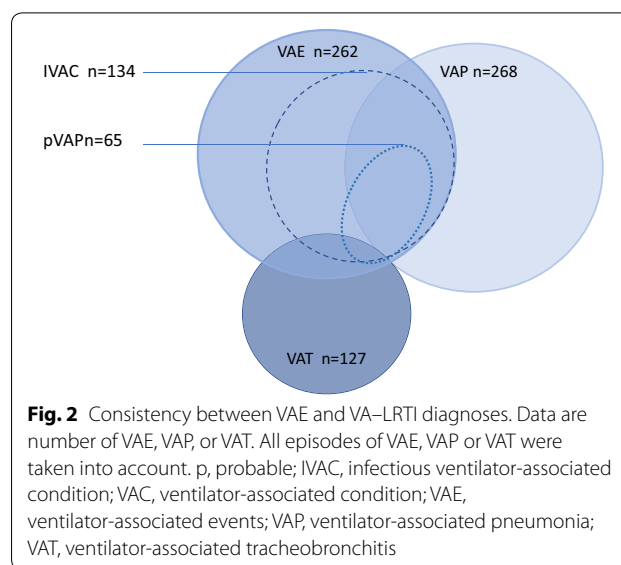 VAE n=262
IVAC n=134
VAP n=268
pVAPn=65
VAT n=127
Fig. 2 Consistency between VAE and VA–LRTI diagnoses. Data are
number of VAE, VAP, or VAT. All episodes of VAE, VAP or VAT were
taken into account. p, probable; IVAC, infectious ventilator-associated
condition; VAC, ventilator-associated condition; VAE,
ventilator-associated events; VAP, ventilator-associated pneumonia;
VAT, ventilator-associated tracheobronchitis